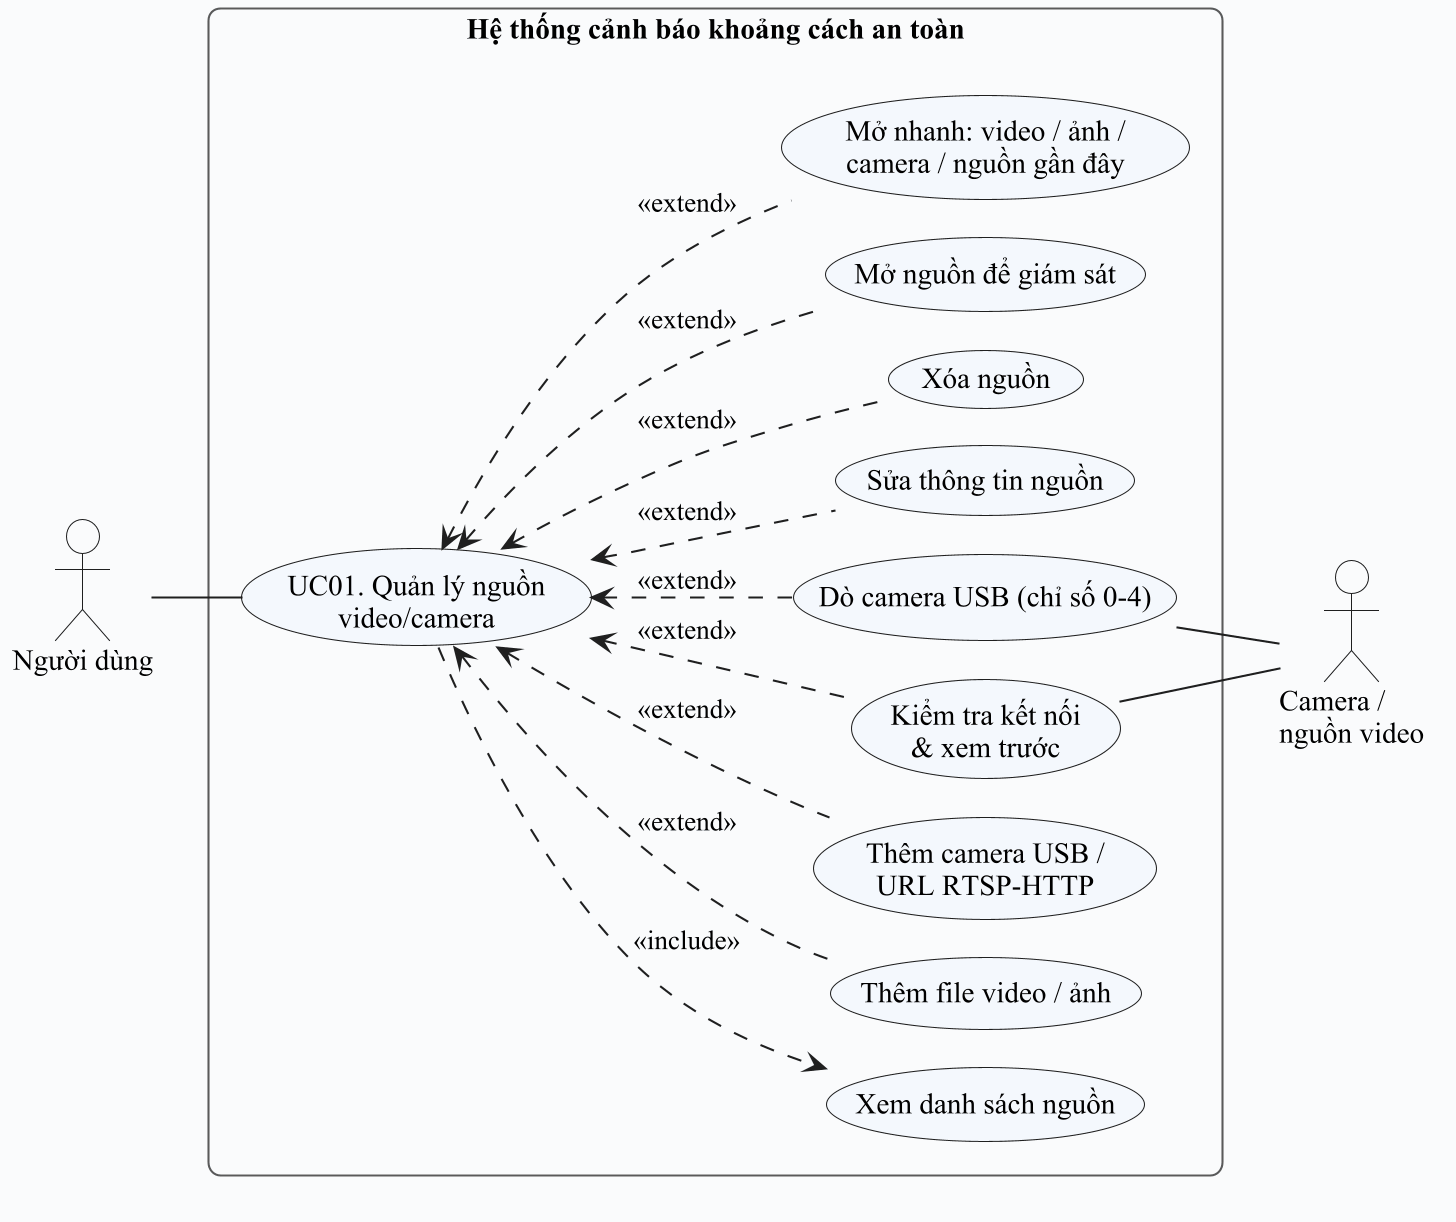 Hệ thống cảnh báo khoảng cách an toàn
Mở nhanh: video / ảnh /
camera / nguồn gần đây
«extend»
Mở nguồn để giám sát
«extend»
Xóa nguồn
«extend»
Sửa thông tin nguồn
«extend»
«extend»
UC01. Quản lý nguồn
video/camera
Dò camera USB (chỉ số 0-4)
«extend»
Người dùng
Kiểm tra kết nối
& xem trước
Camera /
nguồn video
«extend»
«extend»
Thêm camera USB /
URL RTSP-HTTP
«include»
Thêm file video / ảnh
Xem danh sách nguồn